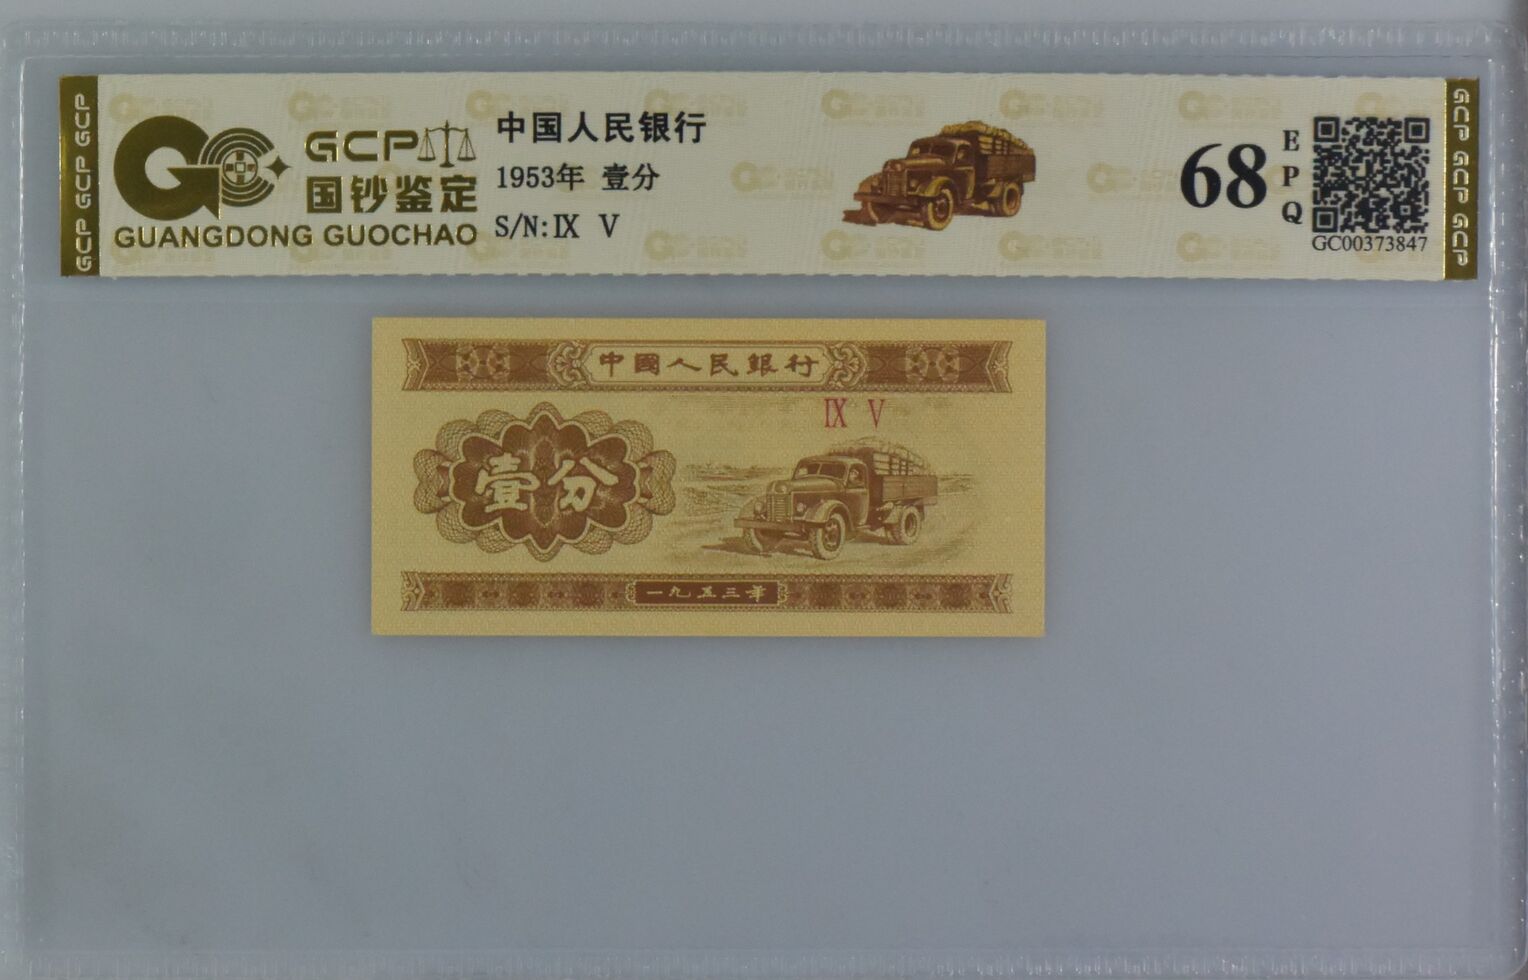 GCP GCP GCP
GCP
国钞鉴定
GUANGDONG GUOCHAO
中国人民银行
1953年 壹分
S/N:Ⅸ Ⅴ
68
EPQ
GC00373847
GCP GCP GCP
中國人民銀行
Ⅸ Ⅴ
壹分
一九五三年